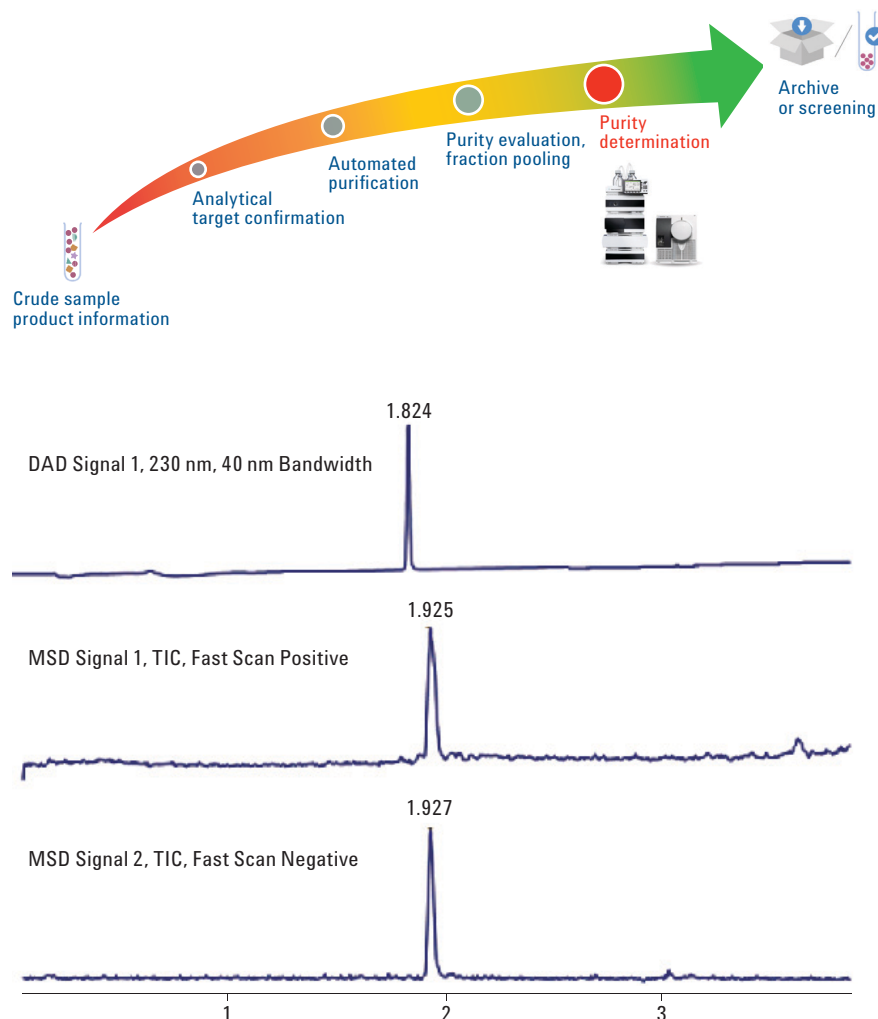 Archive
or screening
Purity
determination
Purity evaluation,
fraction pooling
Automated
purification
Analytical
target confirmation
Crude sample
product information
1.824
DAD Signal 1, 230 nm, 40 nm Bandwidth
1.925
MSD Signal 1, TIC, Fast Scan Positive
1.927
MSD Signal 2, TIC, Fast Scan Negative
1 2 3